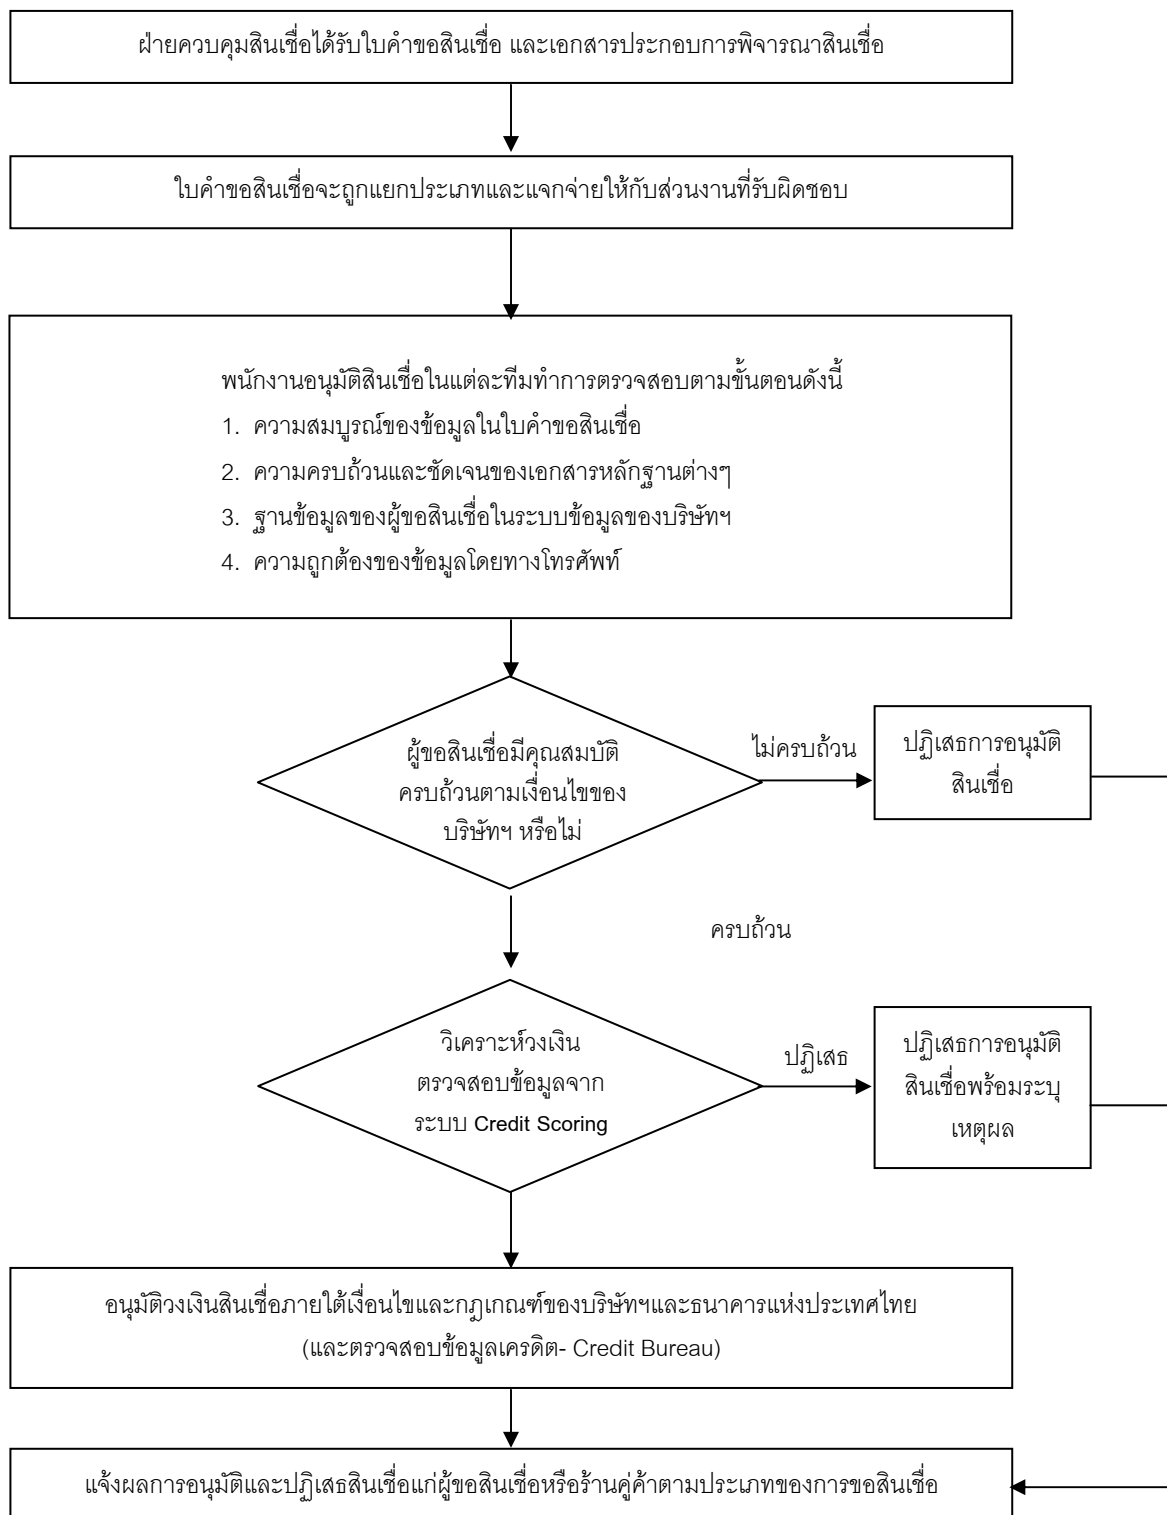 ฝ่ายควบคุมสินเชื่อได้รับใบคำขอสินเชื่อ และเอกสารประกอบการพิจารณาสินเชื่อ
ใบคำขอสินเชื่อจะถูกแยกประเภทและแจกจ่ายให้กับส่วนงานที่รับผิดชอบ
พนักงานอนุมัติสินเชื่อในแต่ละทีมทำการตรวจสอบตามขั้นตอนดังนี้
1. ความสมบูรณ์ของข้อมูลในใบคำขอสินเชื่อ
2. ความครบถ้วนและชัดเจนของเอกสารหลักฐานต่างๆ
3. ฐานข้อมูลของผู้ขอสินเชื่อในระบบข้อมูลของบริษัทฯ
4. ความถูกต้องของข้อมูลโดยทางโทรศัพท์
ผู้ขอสินเชื่อมีคุณสมบัติ
ครบถ้วนตามเงื่อนไขของ
บริษัทฯ หรือไม่
ไม่ครบถ้วน
ปฏิเสธการอนุมัติ
สินเชื่อ
ครบถ้วน
วิเคราะห์วงเงิน
ตรวจสอบข้อมูลจาก
ระบบ Credit Scoring
ปฏิเสธ
ปฏิเสธการอนุมัติ
สินเชื่อพร้อมระบุ
เหตุผล
อนุมัติวงเงินสินเชื่อภายใต้เงื่อนไขและกฎเกณฑ์ของบริษัทฯและธนาคารแห่งประเทศไทย
(และตรวจสอบข้อมูลเครดิต- Credit Bureau)
แจ้งผลการอนุมัติและปฏิเสธสินเชื่อแก่ผู้ขอสินเชื่อหรือร้านคู่ค้าตามประเภทของการขอสินเชื่อ